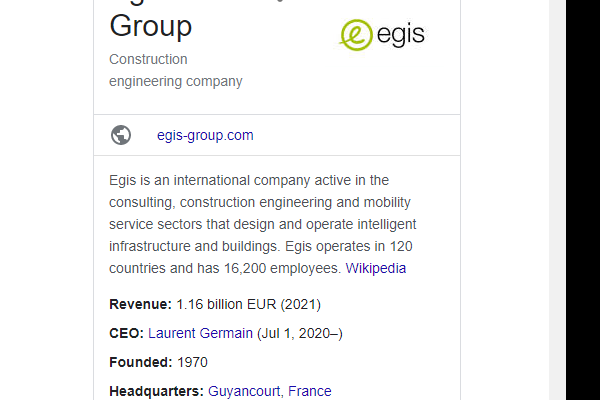 Group
egis
Construction
engineering company
egis-group.com
Egis is an international company active in the
consulting, construction engineering and mobility
service sectors that design and operate intelligent
infrastructure and buildings. Egis operates in 120
countries and has 16,200 employees. Wikipedia
Revenue: 1.16 billion EUR (2021)
CEO: Laurent Germain (Jul 1, 2020–)
Founded: 1970
Headquarters: Guyancourt, France